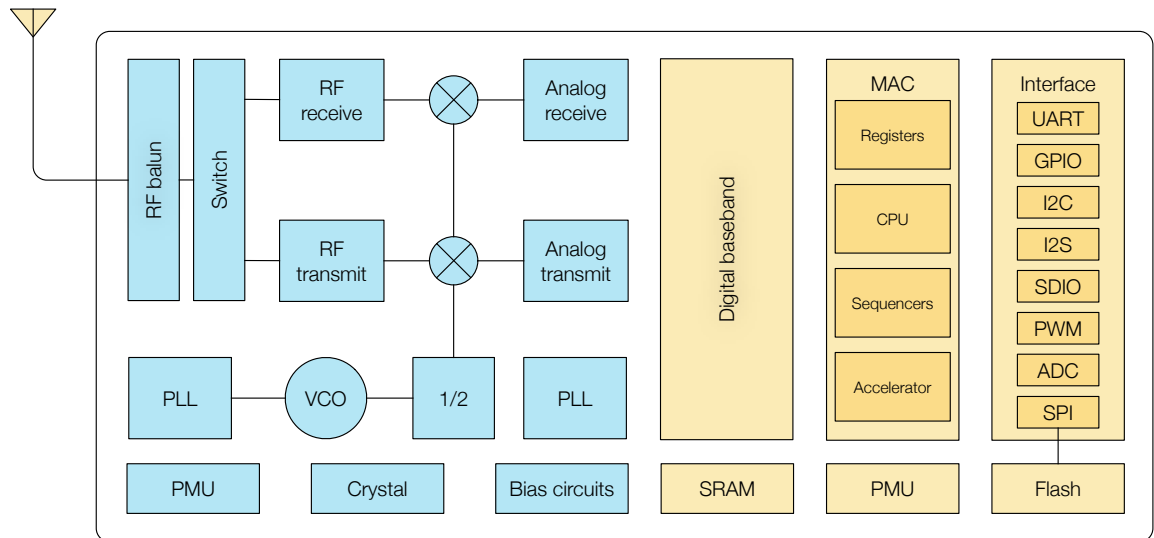 RF balun
Switch
RF
receive
Analog
receive
RF
transmit
Analog
transmit
PLL
VCO
1/2
PLL
PMU
Crystal
Bias circuits
Digital baseband
SRAM
MAC
Registers
CPU
Sequencers
Accelerator
PMU
Interface
UART
GPIO
I2C
I2S
SDIO
PWM
ADC
SPI
Flash